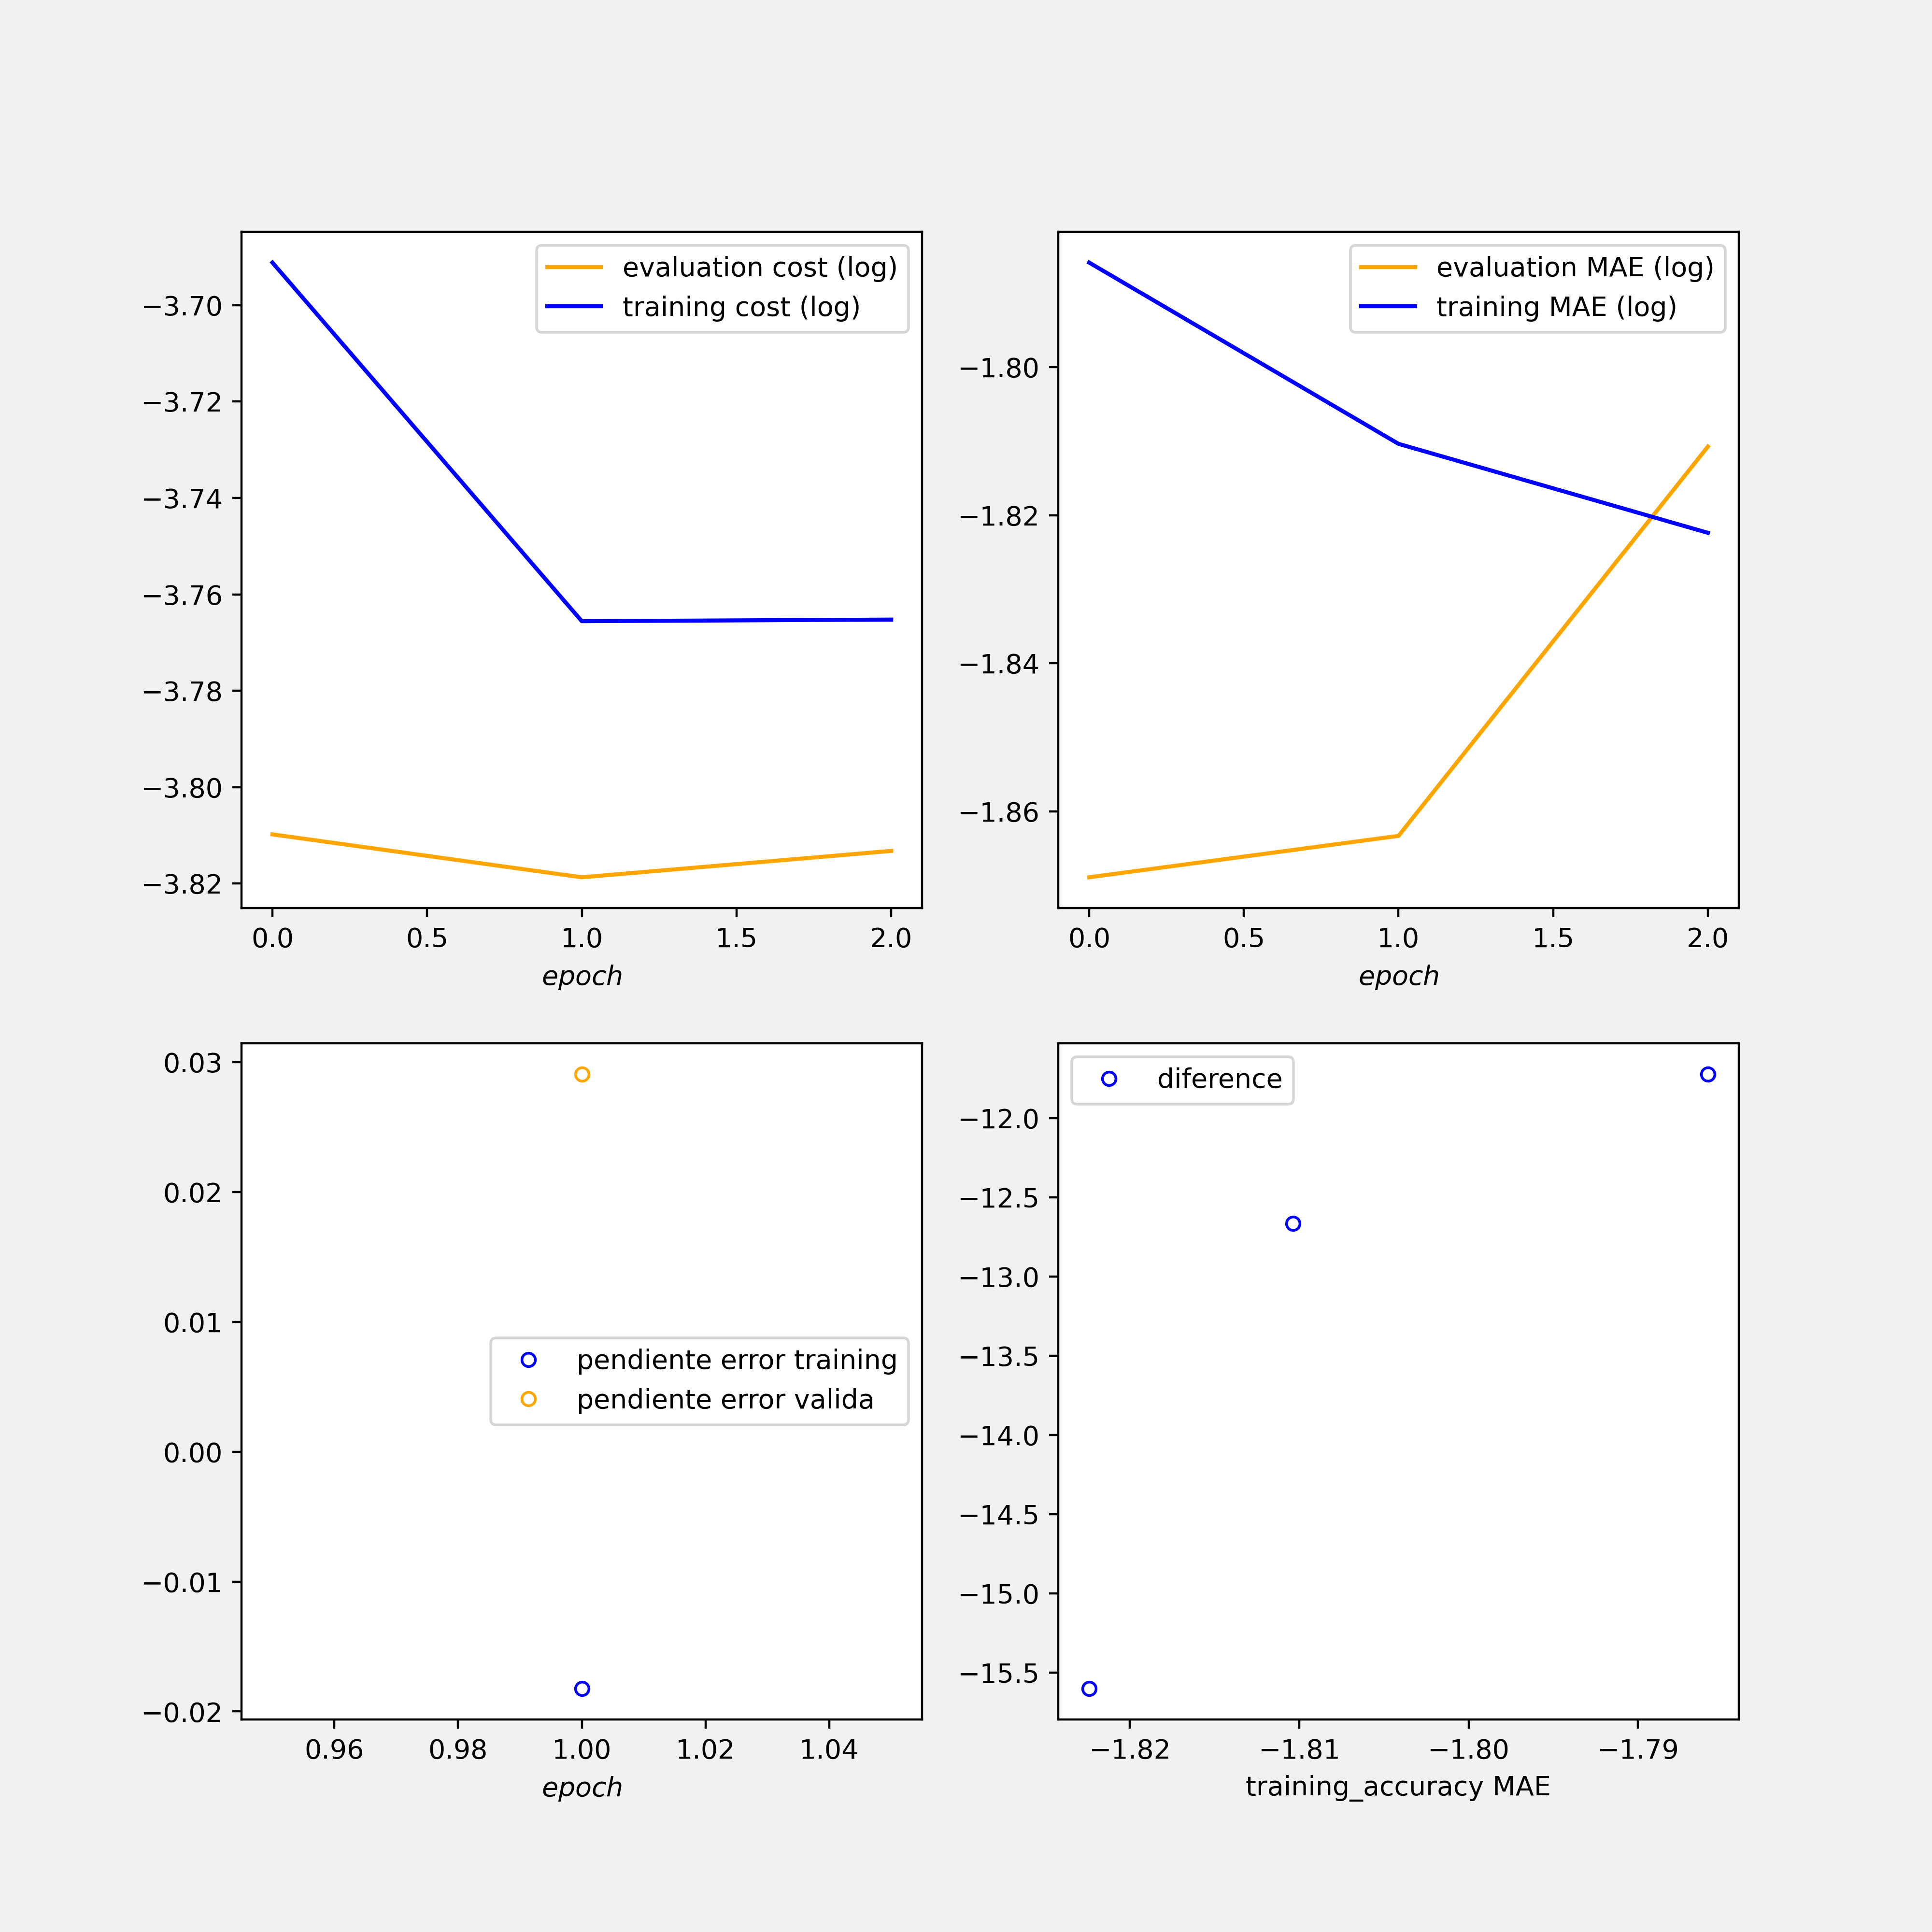 evaluation cost (log)
training cost (log)
−3.70
−3.72
−3.74
−3.76
−3.78
−3.80
−3.82
0.0 0.5 1.0 1.5 2.0
epoch
evaluation MAE (log)
training MAE (log)
−1.80
−1.82
−1.84
−1.86
0.0 0.5 1.0 1.5 2.0
epoch
0.03
0.02
0.01
0.00
−0.01
−0.02
pendiente error training
pendiente error valida
0.96 0.98 1.00 1.02 1.04
epoch
diference
−12.0
−12.5
−13.0
−13.5
−14.0
−14.5
−15.0
−15.5
−1.82 −1.81 −1.80 −1.79
training_accuracy MAE